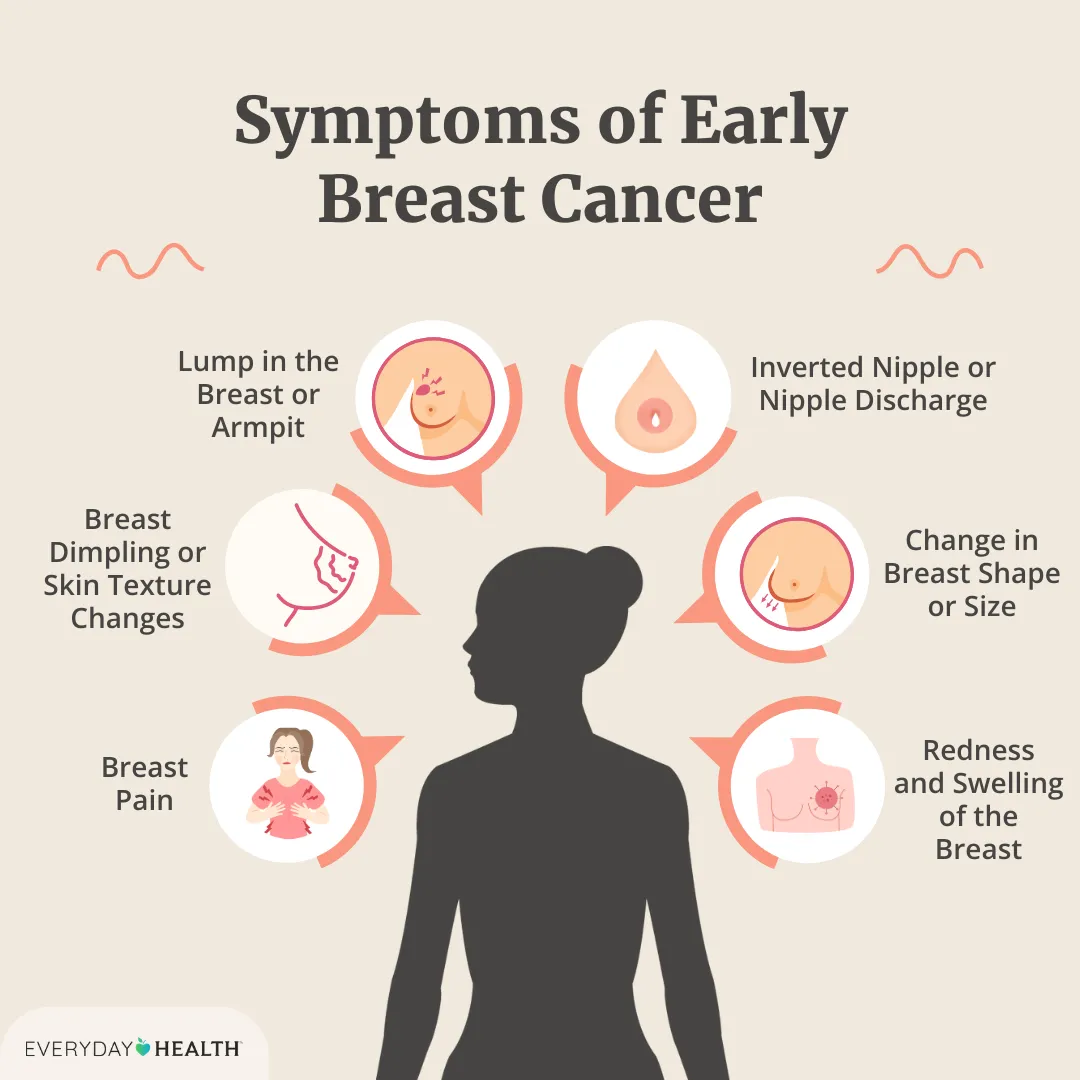 Symptoms of Early
Breast Cancer
Lump in the
Breast or
Armpit
Inverted Nipple or
Nipple Discharge
Breast
Dimpling or
Skin Texture
Changes
Change in
Breast Shape
or Size
Breast
Pain
Redness
and Swelling
of the
Breast
EVERYDAY HEALTH